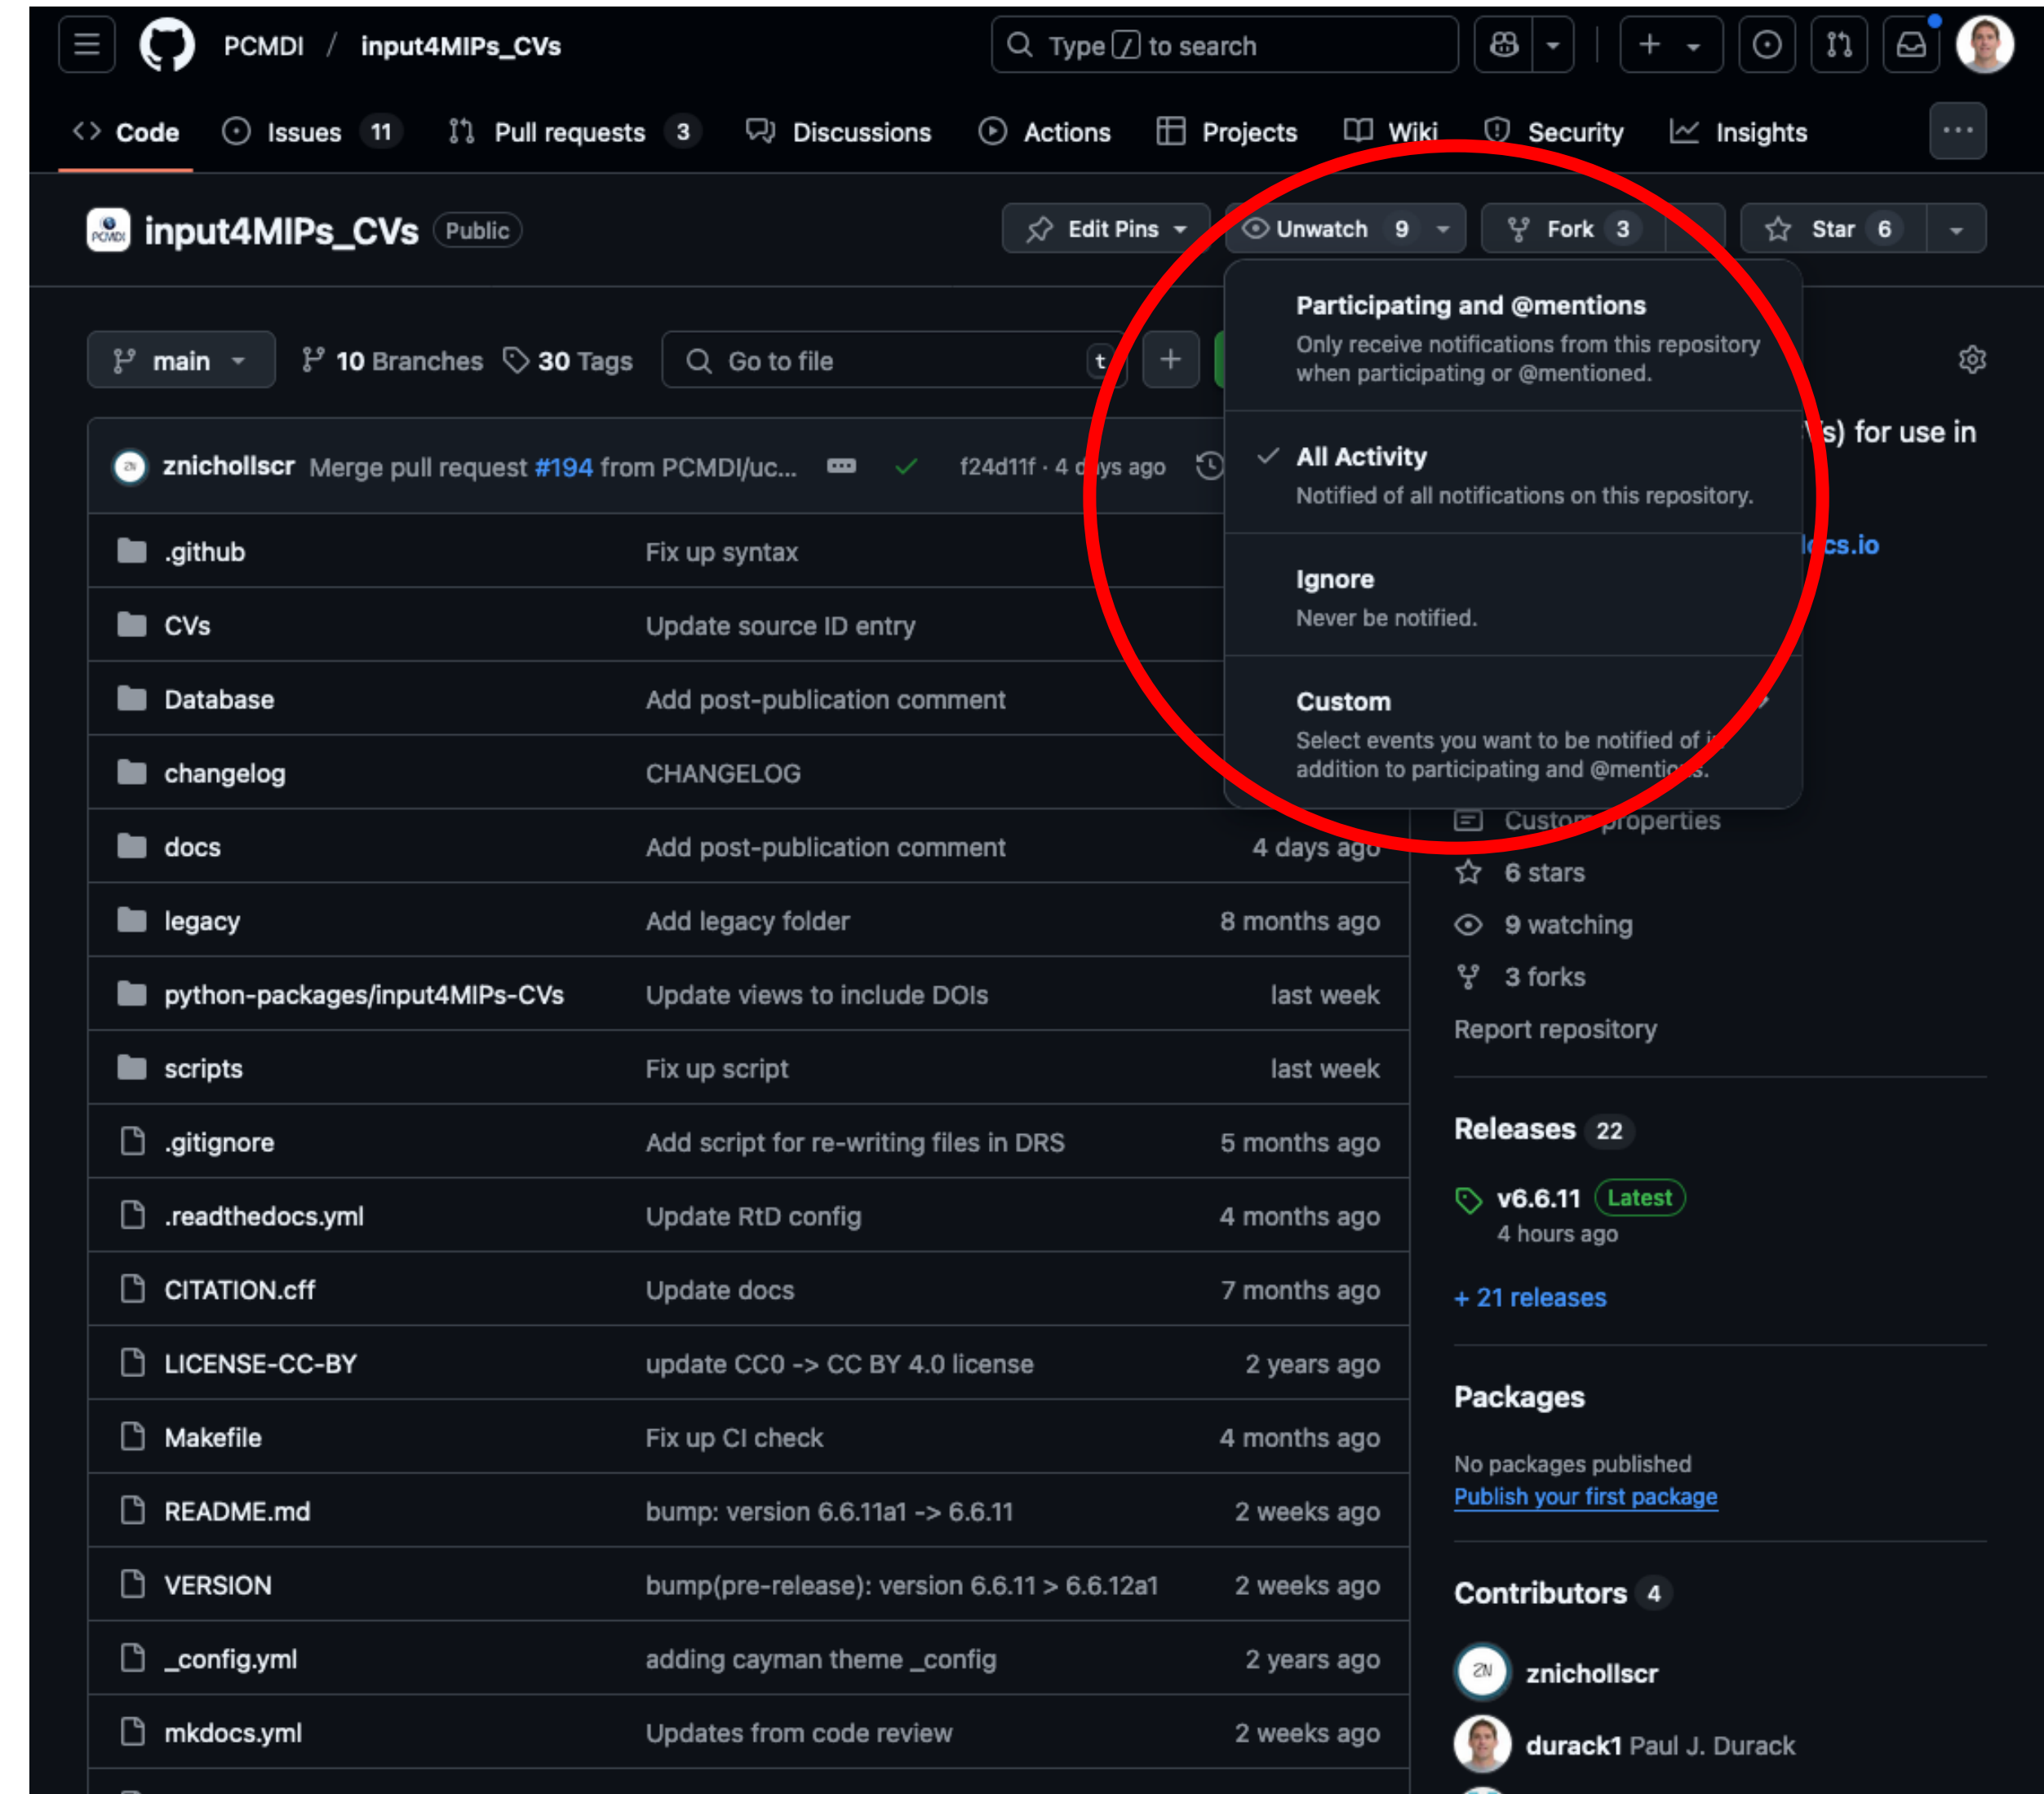 PCMDI / input4MIPs_CVs
Type / to search
Code Issues 11 Pull requests 3 Discussions Actions Projects Wiki Security Insights
PCMDI input4MIPs_CVs Public
Edit Pins Unwatch 9 Fork 3 Star 6
Participating and @mentions
Only receive notifications from this repository
when participating or @mentioned.
All Activity
Notified of all notifications on this repository.
Ignore
Never be notified.
Custom
Select events you want to be notified of in
addition to participating and @mentions.
main 10 Branches 30 Tags Go to file t
znichollscr Merge pull request #194 from PCMDI/uc... f24d11f · 4 days ago
.github Fix up syntax
CVs Update source ID entry
Database Add post-publication comment
changelog CHANGELOG
docs Add post-publication comment 4 days ago
legacy Add legacy folder 8 months ago
python-packages/input4MIPs-CVs Update views to include DOIs last week
scripts Fix up script last week
.gitignore Add script for re-writing files in DRS 5 months ago
.readthedocs.yml Update RtD config 4 months ago
CITATION.cff Update docs 7 months ago
LICENSE-CC-BY update CC0 -> CC BY 4.0 license 2 years ago
Makefile Fix up CI check 4 months ago
README.md bump: version 6.6.11a1 -> 6.6.11 2 weeks ago
VERSION bump(pre-release): version 6.6.11 > 6.6.12a1 2 weeks ago
_config.yml adding cayman theme _config 2 years ago
mkdocs.yml Updates from code review 2 weeks ago
for use in
Custom properties
6 stars
9 watching
3 forks
Report repository
Releases 22
v6.6.11 Latest
4 hours ago
+ 21 releases
Packages
No packages published
Publish your first package
Contributors 4
ZN znichollscr
durack1 Paul J. Durack